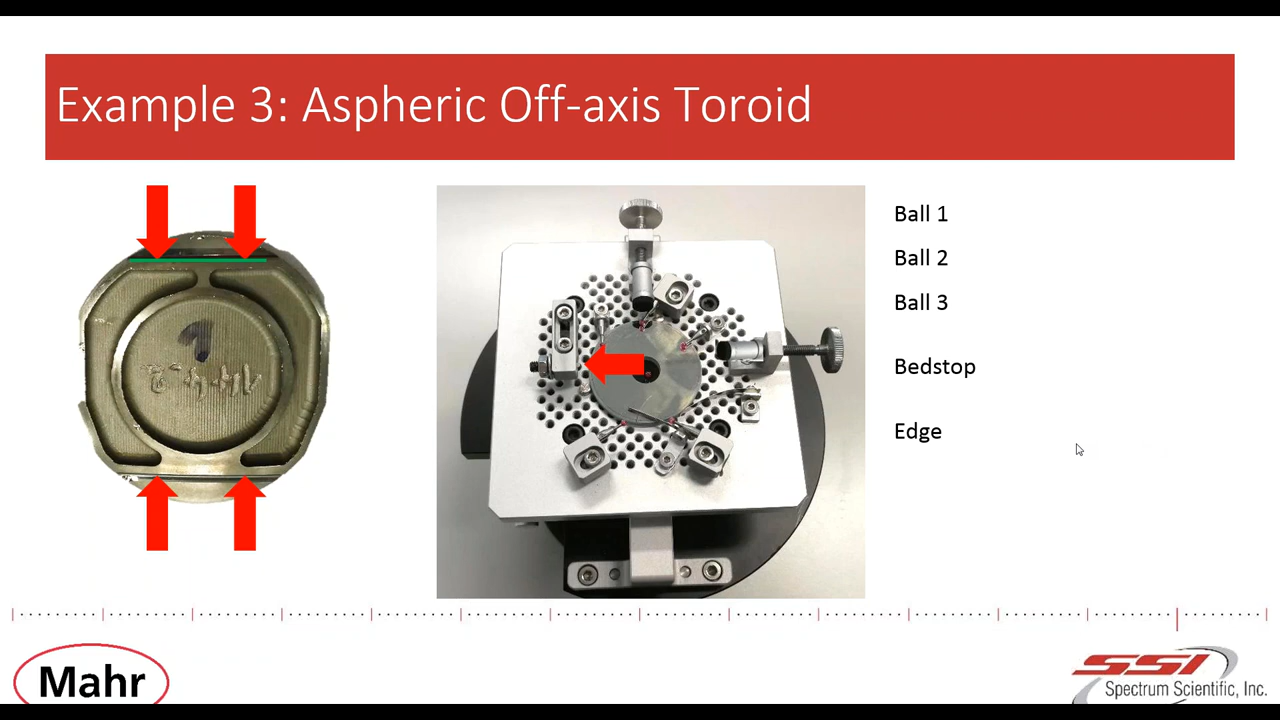 Example 3: Aspheric Off-axis Toroid
Ball 1
Ball 2
Ball 3
Bedstop
Edge
Mahr
SSI
Spectrum Scientific, Inc.